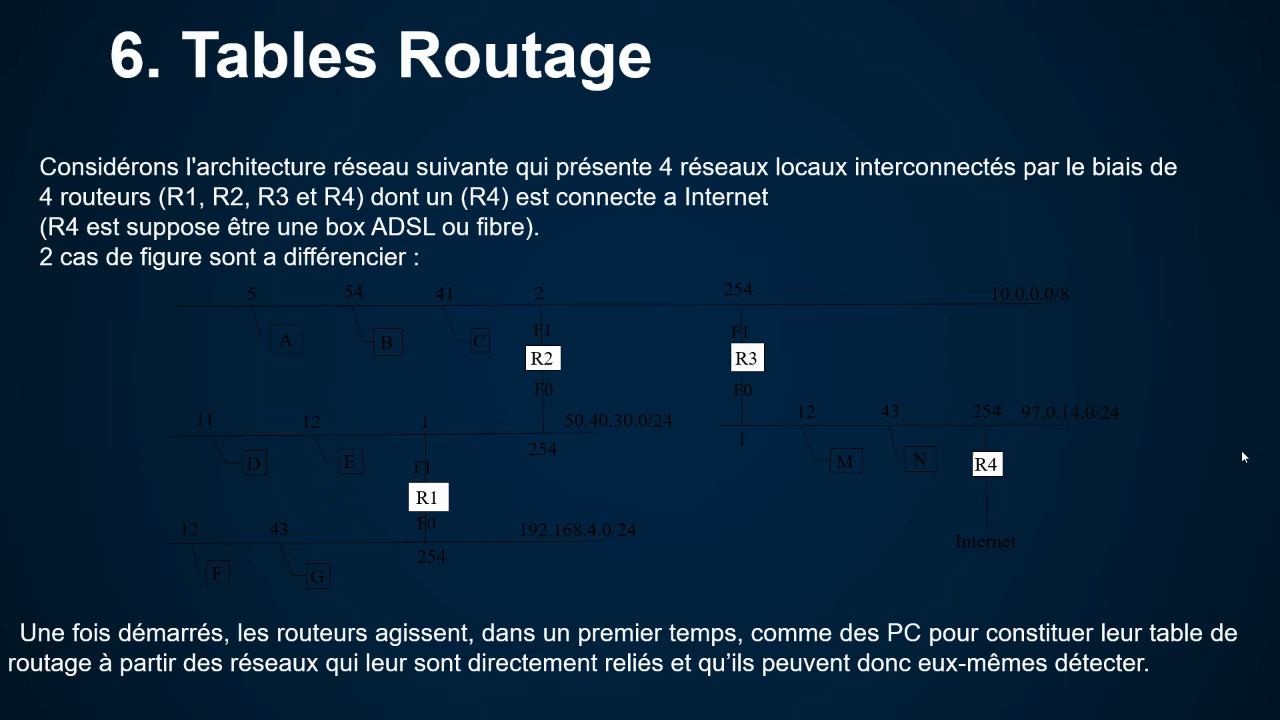 6. Tables Routage
Considérons l'architecture réseau suivante qui présente 4 réseaux locaux interconnectés par le biais de
4 routeurs (R1, R2, R3 et R4) dont un (R4) est connecte a Internet
(R4 est suppose être une box ADSL ou fibre).
2 cas de figure sont a différencier :
5 54 41 2 254 10.0.0.0/8
A B C F1 F1
R2 R3
F0 F0
11 12 1 50.40.30.0/24 12 43 254 97.0.14.0/24
254 1
D E M N R4
F1
R1
F0
12 43 192.168.4.0/24 Internet
254
F G
Une fois démarrés, les routeurs agissent, dans un premier temps, comme des PC pour constituer leur table de
routage à partir des réseaux qui leur sont directement reliés et qu’ils peuvent donc eux-mêmes détecter.